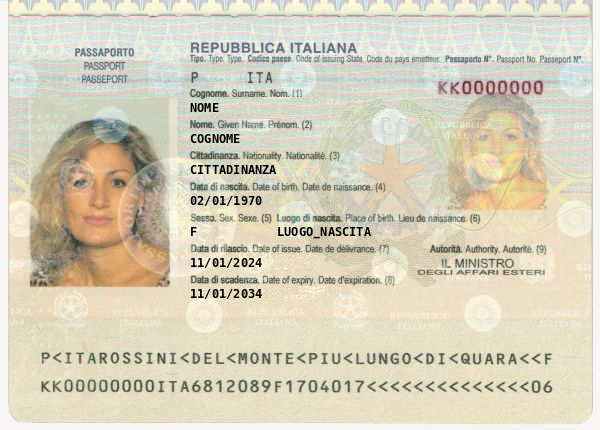 REPUBBLICA ITALIANA
PASSAPORTO
PASSPORT
PASSEPORT
Tipo. Type. Type. Codice paese. Code of issuing State. Code du pays émetteur. Passaporto N°. Passport No. Passeport N°.
P ITA
KK0000000
Cognome. Surname. Nom. (1)
NOME
Nome. Given Name. Prénom. (2)
COGNOME
Cittadinanza. Nationality. Nationalité. (3)
CITTADINANZA
Data di nascita. Date of birth. Date de naissance. (4)
02/01/1970
Sesso. Sex. Sexe. (5) Luogo di nascita. Place of birth. Lieu de naissance. (6)
F LUOGO_NASCITA
Data di rilascio. Date of issue. Date de délivrance. (7)
Autorità. Authority. Autorité. (9)
11/01/2024
IL MINISTRO
DEGLI AFFARI ESTERI
Data di scadenza. Date of expiry. Date d'expiration. (8)
11/01/2034
P<ITAROSSINI<DEL<MONTE<PIU<LUNGO<DI<QUARA<<F
KK00000000ITA6812089F1704017<<<<<<<<<<<<<<06